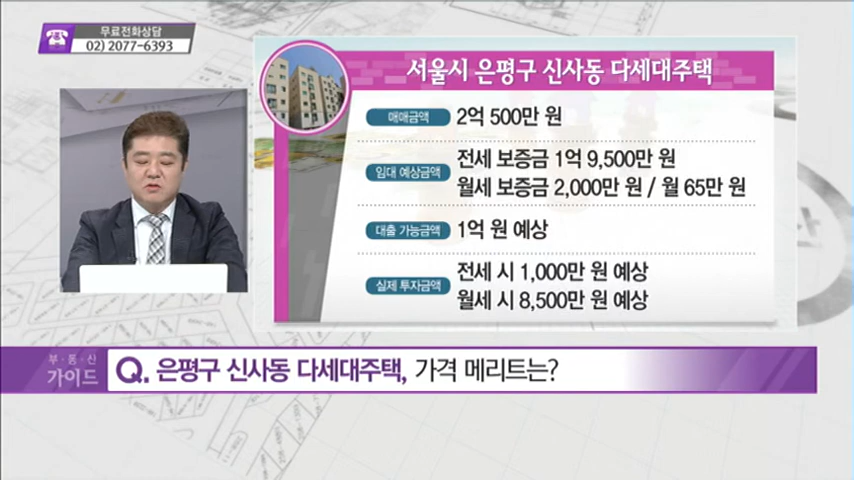 무료전화상담
02) 2077-6393
서울시 은평구 신사동 다세대주택
매매금액
2억 500만 원
임대 예상금액
전세 보증금 1억 9,500만 원
월세 보증금 2,000만 원 / 월 65만 원
대출 가능금액
1억 원 예상
실제 투자금액
전세 시 1,000만 원 예상
월세 시 8,500만 원 예상
부·동·산
가이드
Q. 은평구 신사동 다세대주택, 가격 메리트는?